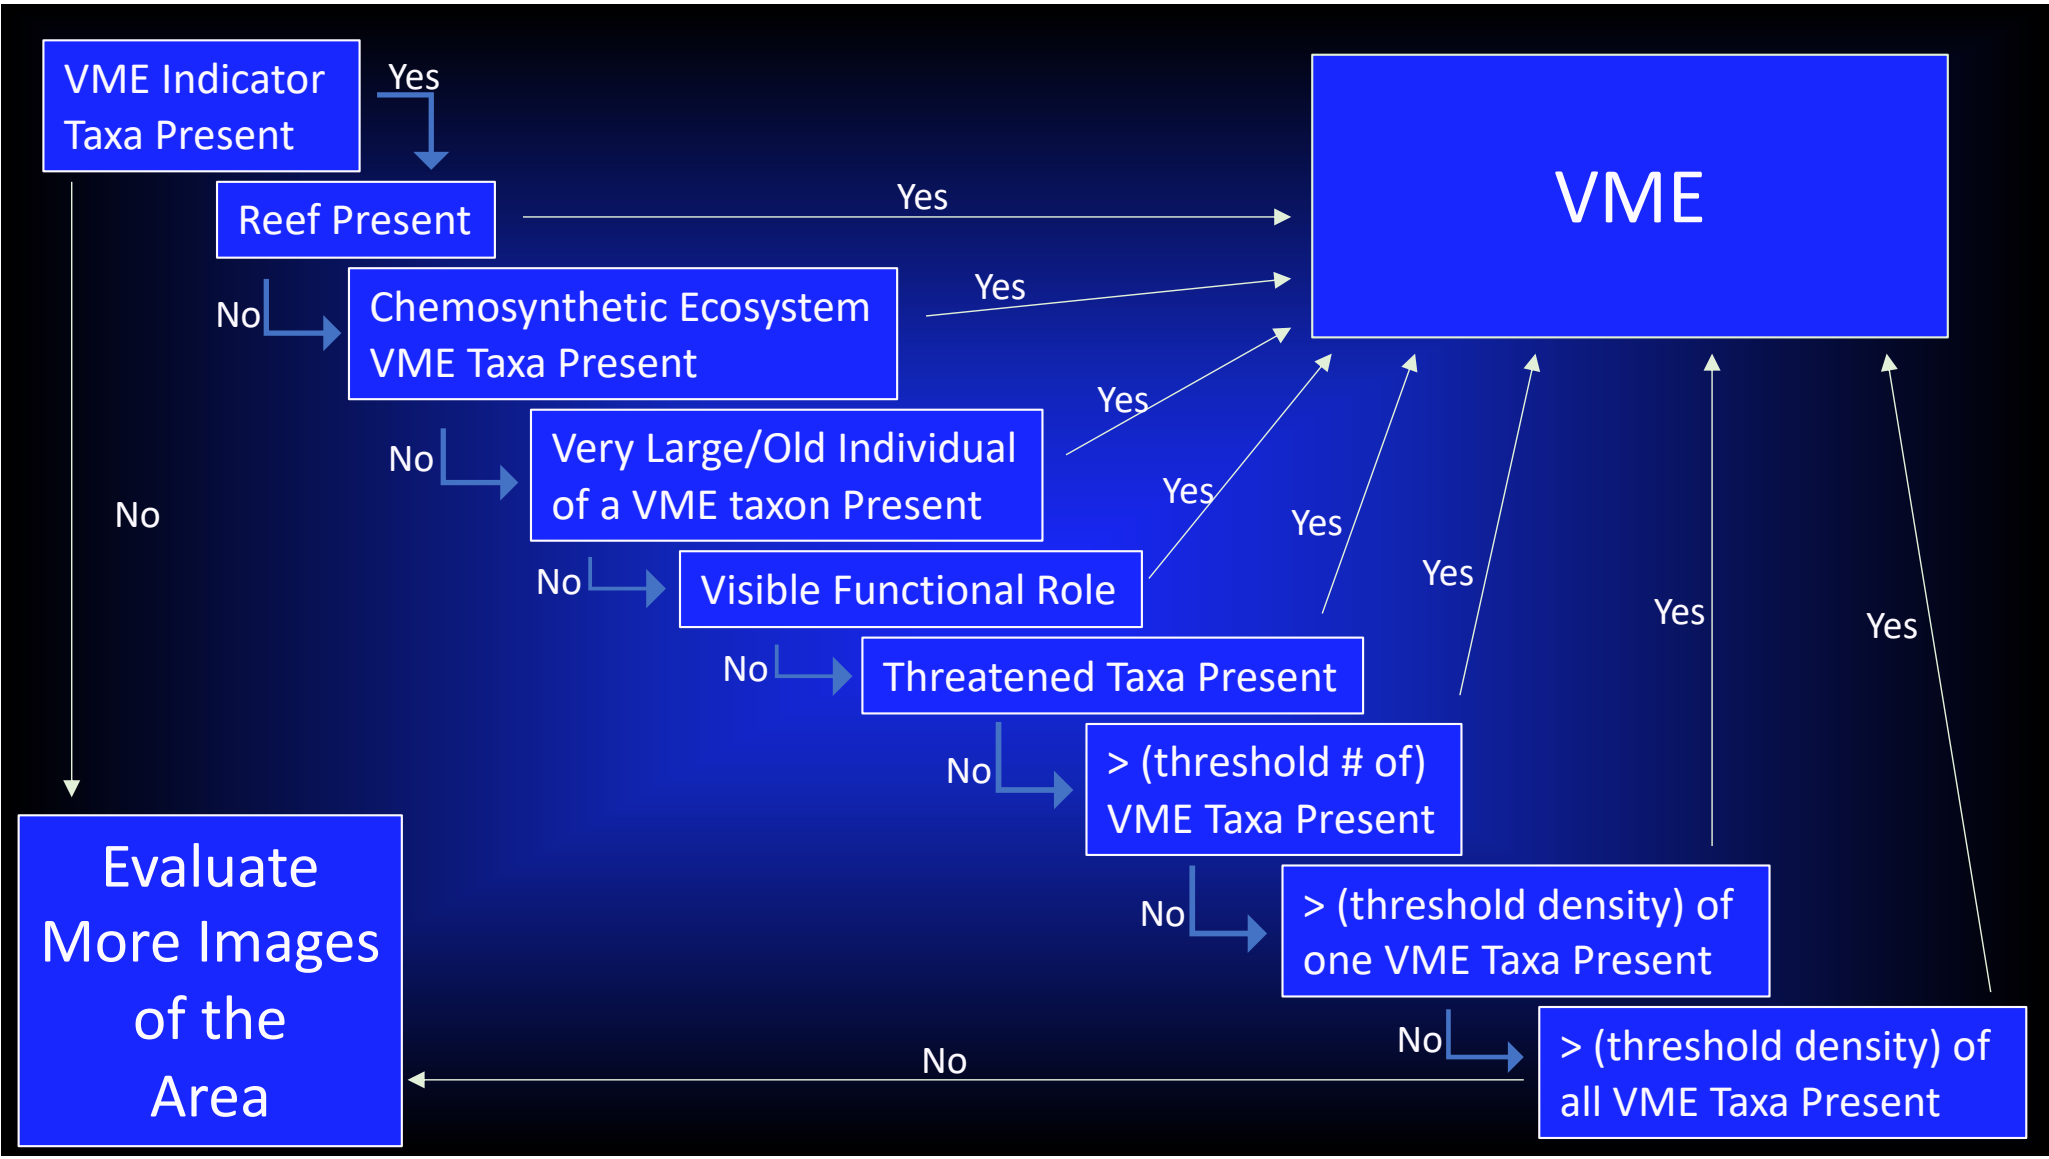 VME Indicator
Taxa Present
Yes
VME
Reef Present
Yes
No
Chemosynthetic Ecosystem
VME Taxa Present
Yes
No
Very Large/Old Individual
of a VME taxon Present
Yes
No
Visible Functional Role
Yes
No
Threatened Taxa Present
Yes
No
> (threshold # of)
VME Taxa Present
Yes
No
> (threshold density) of
one VME Taxa Present
Yes
No
> (threshold density) of
all VME Taxa Present
Yes
No
No
Evaluate
More Images
of the
Area